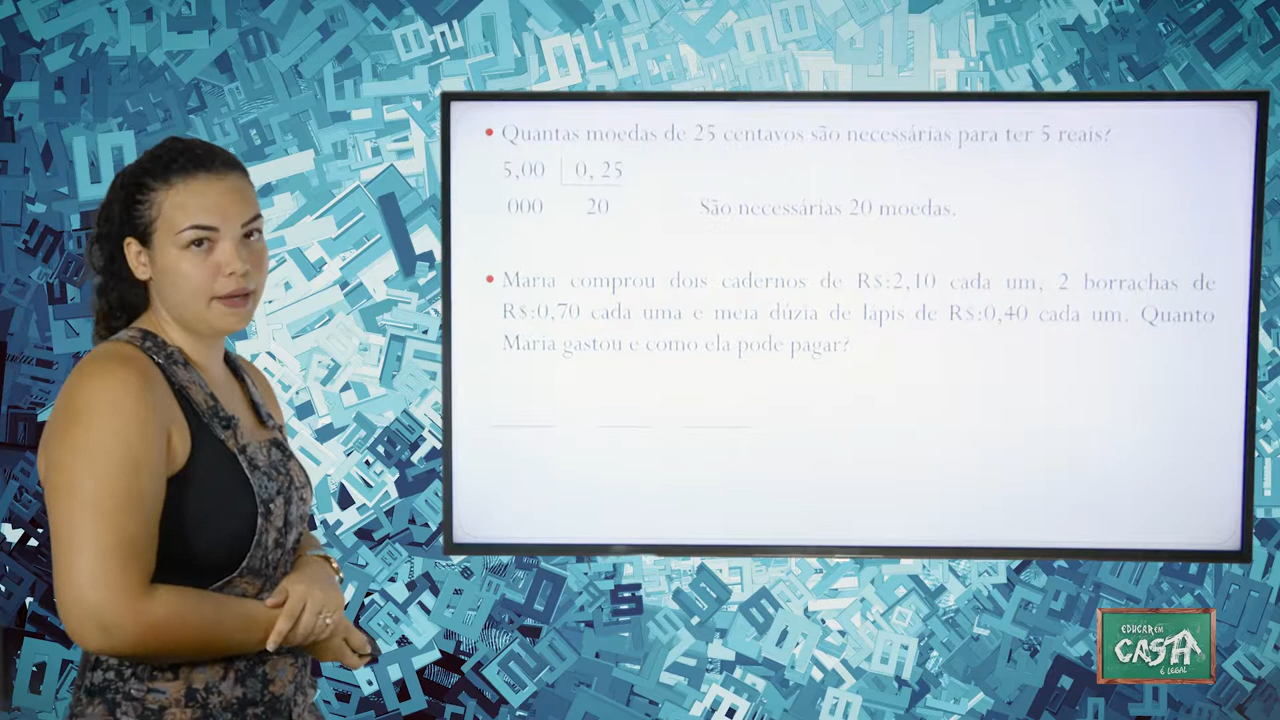 • Quantas moedas de 25 centavos são necessárias para ter 5 reais?
5,00 0, 25
000 20 São necessárias 20 moedas.
• Maria comprou dois cadernos de R$:2,10 cada um, 2 borrachas de
R$:0,70 cada uma e meia dúzia de lápis de R$:0,40 cada um. Quanto
Maria gastou e como ela pode pagar?
EDUCAR EM
CASA
É LEGAL